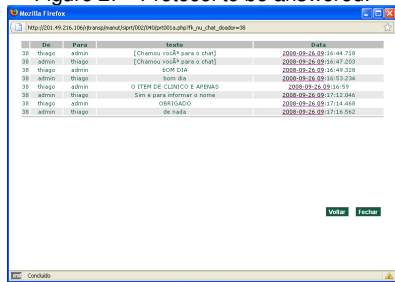 Figure 27 - Protocol to be answered.
Mozilla Firefox
http://201.49.216.106/rjtransp/manut/siprt/002/040/prt001a.php?fk_nu_chat_doador=38
De Para texto Data
38 thiago admin [Chamou vocÃª para o chat] 2008-09-26 09:16:44.718
38 thiago admin [Chamou vocÃª para o chat] 2008-09-26 09:16:47.203
38 thiago admin bOM DIA 2008-09-26 09:16:49.328
38 admin thiago bom dia 2008-09-26 09:16:53.234
38 thiago admin O ITEM DE CLINICO E APENAS 2008-09-26 09:16:59
38 admin thiago Sim e para informar o nome 2008-09-26 09:17:12.046
38 thiago admin OBRIGADO 2008-09-26 09:17:14.468
38 admin thiago de nada 2008-09-26 09:17:16.562
Voltar Fechar
Concluído